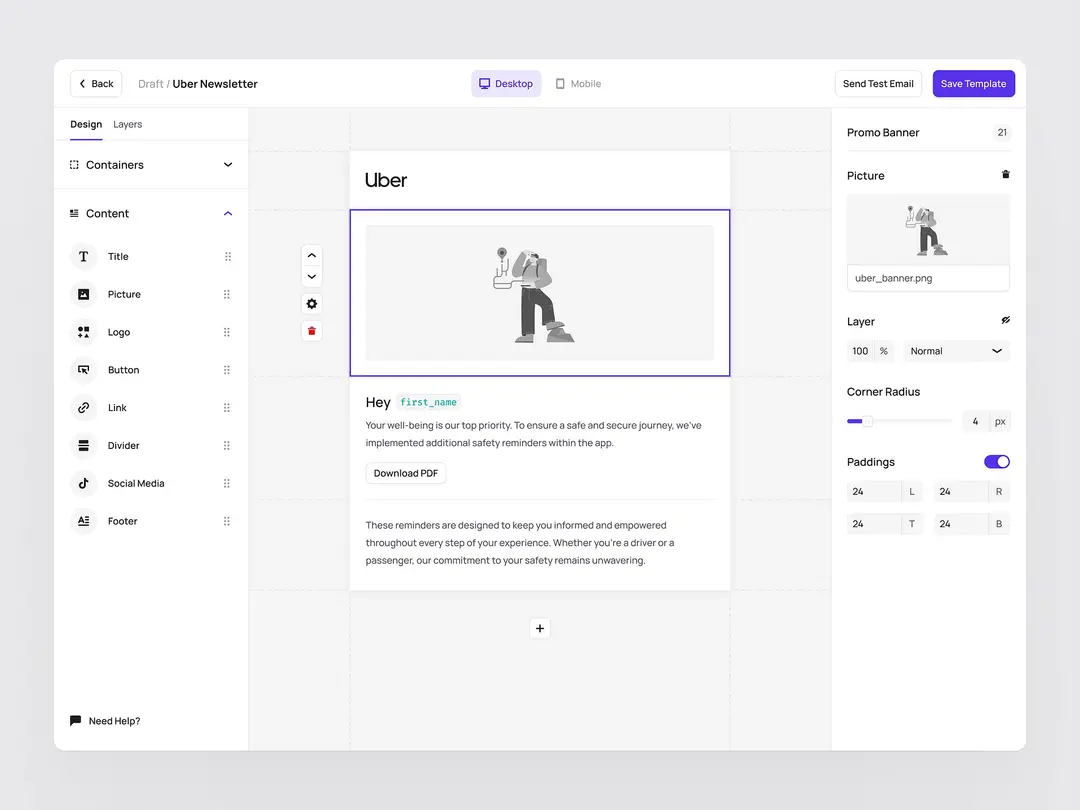 Back
Draft / Uber Newsletter
Desktop
Mobile
Send Test Email
Save Template
Design
Layers
Containers
Content
T Title
Picture
Logo
Button
Link
Divider
Social Media
AE Footer
Need Help?
Uber
Hey first_name
Your well-being is our top priority. To ensure a safe and secure journey, we've
implemented additional safety reminders within the app.
Download PDF
These reminders are designed to keep you informed and empowered
throughout every step of your experience. Whether you're a driver or a
passenger, our commitment to your safety remains unwavering.
+
Promo Banner 21
Picture
uber_banner.png
Layer
100 % Normal
Corner Radius
4 px
Paddings
24 L 24 R
24 T 24 B